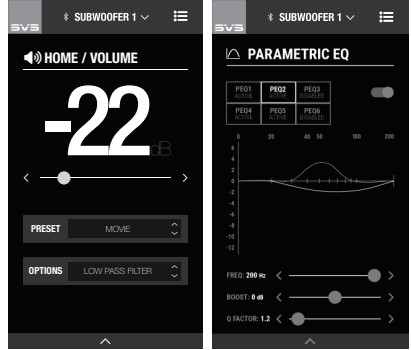 SVS
SUBWOOFER 1
HOME / VOLUME
-22 dB
PRESET MOVIE
OPTIONS LOW PASS FILTER
SVS
SUBWOOFER 1
PARAMETRIC EQ
PEQ1 PEQ2 PEQ3
ACTIVE ACTIVE DISABLED
PEQ4 PEQ5 PEQ6
ACTIVE ACTIVE DISABLED
0 20 40 50 100 200
6
4
2
0
-2
-4
-6
-8
-10
-12
FREQ: 200 Hz
BOOST: 0 dB
Q FACTOR: 1.2